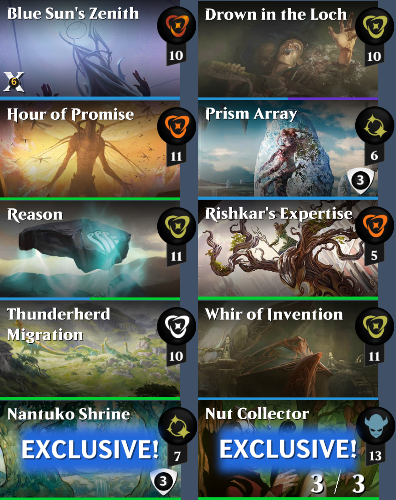 Blue Sun's Zenith
10
X 6
Drown in the Loch
10
Hour of Promise
11
Prism Array
6
3
Reason
11
Rishkar's Expertise
5
Thunderherd
Migration
10
Whir of Invention
11
Nantuko Shrine
EXCLUSIVE!
7
3
Nut Collector
EXCLUSIVE!
13
3 / 3